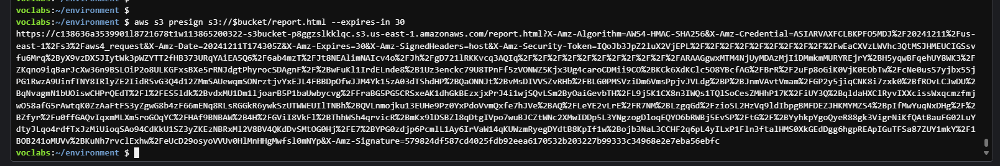 voclabs:~/environment $
voclabs:~/environment $
voclabs:~/environment $ aws s3 presign s3://$bucket/report.html --expires-in 30
https://c138636a3539901l8721678t1w113865200322-s3bucket-p8ggzslkklqc.s3.us-east-1.amazonaws.com/report.html?X-Amz-Algorithm=AWS4-HMAC-SHA256&X-Amz-Credential=ASIARVAXFCLBKPFO5MDJ%2F20241211%2Fus-
east-1%2Fs3%2Faws4_request&X-Amz-Date=20241211T174305Z&X-Amz-Expires=30&X-Amz-SignedHeaders=host&X-Amz-Security-Token=IQoJb3JpZ2luX2VjEPL%2F%2F%2F%2F%2F%2F%2F%2F%2F%2FwEaCXVzLWVhc3QtMSJHMEUCIGSsv
fu6Mrq%2ByX9vzDX5JIytWk3pWZYTT2fHB373URqYAiEA5Q6%2F6ab4mzT%2FJt8NEAlimNAIcv4o%2FJh%2FgD721lRKKvcq3AQIq%2F%2F%2F%2F%2F%2F%2F%2F%2F%2FARAAGgwxMTM4NjUyMDAzMjIiDMmkmMURYREjrY%2BH5yqwBFqehUY8WK3%2F
ZKqno9iqBarJcXw36n9BSLOiP2o8ULKGFxsBXe5rRNJdgtPhyrocSDAgnF%2F%2BwFuKl1IrdELnde8%2B1Uz3enckc79U8TPnFf5zVONWZ5Kjx3Ug4caroCDMii9CO%2BKCk6XdKClc5O8YBcfAG%2FBrR%2F2uFp8oGiK0VjK0EObTw%2FcNe0usS7yjbx5Sj
PG1RwzA9UinfTNY8IRlyZE2IidRSvG3Q4d12ZMmSAUewqmSONrztjvYxEJL4FBBDpOfwJJM4Yk15zA03dTShdHP%2BQaONNJt%2BvMsDIVVSZvRHb%2FBLG0PMSVziDm6VmsPpjvJVLdg%2BP%2BJnmVAvtVmam%2FGP2y5jiqCNK8i7zxk0%2BfROvLCJwDU%2
BqNvagmN1bUOiswCHPrQEdT%2Fl%2FES5ldk%2BvdxMU1Dm1ljoarB5P1baUwbycvg%2FFraBG5PG5CRSxeAK1dhGkBEzxjxPrJ4i1wjSQvLSm2ByOaiGevbTH%2FL9j5K1CX8n3IWQs1TQlSoCesZMHhP17K%2FiUY3Q%2BqldaHXClRyvIXXcissWxqcmzfmj
wO58afG5rAwtqK0ZzAaFtFS3yZgwG8b4zF66mENq8RLsRGGkR6ywkSzUTWWEUIlTNBh%2BQVLnmojku13EUHe9Pz0YxPdoVvmQxfe7hJVe%2BAQ%2FLeYE2vLrE%2FR7NM%2BLzgqGd%2FzioSL2HzVq9ldIbpgBMFDEZJHKMYMZS4%2BpIfMwYuqNxDHg%2F%2
BZfyr%2Fu0ffGAQvIqxmMLXm5roGOqYC%2FHAf9BNBAW%2B4H%2FGViI8VkFl%2BThhWSh4qrvicR%2BmKx9lDSBZl8qDtgIVpo7wuBJCZtWNc2XMwIDDp5L3YNgzogDloqEQYO6bRWBj5EvSP%2FtG%2F%2BYyhkpYgoQyeR88gk3VigrNiKfQAtBauFG02LuY
dtyJLqo4rdfTxJzMiUioqSAo94CdKkU1SZ3yZKEzNBRxMl2V8BV4QKdDvSMtOG0Hj%2FE7%2BYPG0zdjp6PcmlL1Ay6IrVaW14qKUWzmRyegDYdtB8KpIf1w%2Bojb3NaL3CCHF2q6pL4yILxP1Fln3ftalHMS0XkGEdDgg6hgpREApIGuTFSa87ZUY1mkY%2F1
BOB241oMUVv%2BKuNh7rvclExhw%2FeUcD29osyoVVUv0HlMnHHgMwfsl0mNYp&X-Amz-Signature=579824df587cd4025fdb92eea6170532b203227b99333c34968e2e7eba56ebfc
voclabs:~/environment $